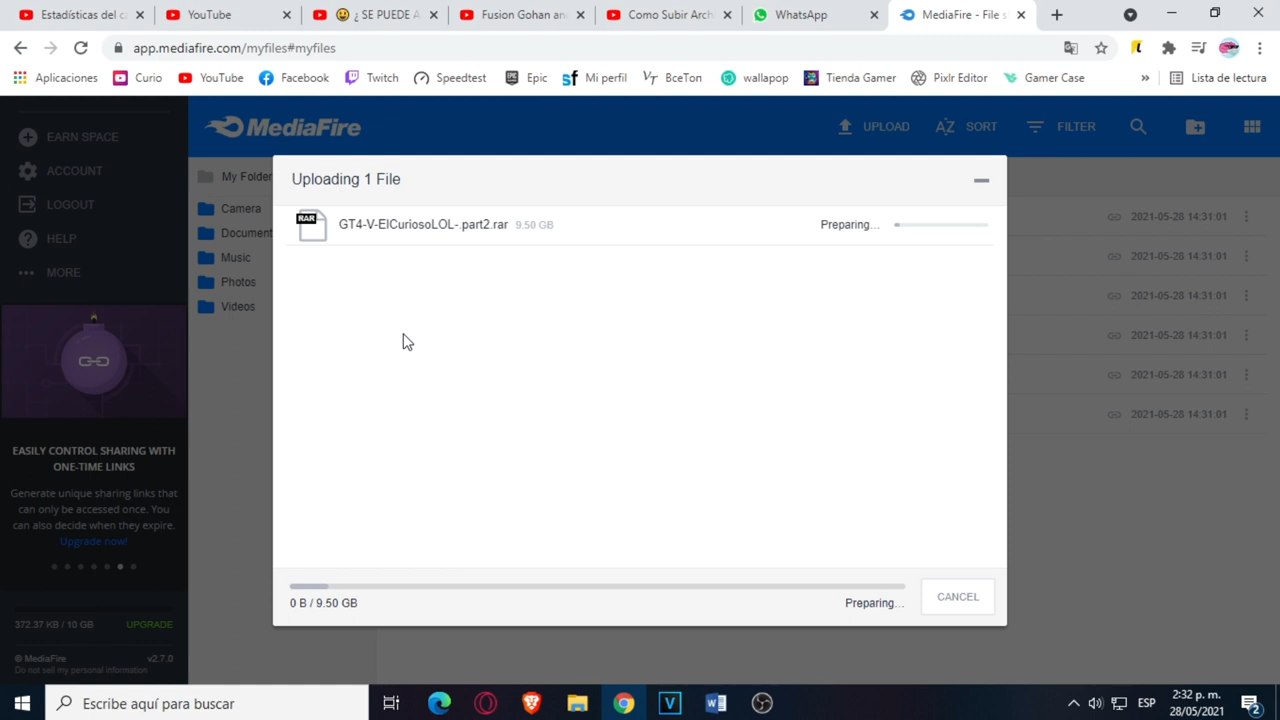 Estadísticas del c
YouTube
😀 ¿ SE PUEDE A
Fusion Gohan an
Como Subir Arch
WhatsApp
MediaFire - File s
app.mediafire.com/myfiles#myfiles
Aplicaciones
Curio
YouTube
Facebook
Twitch
Speedtest
Epic
Mi perfil
BceTon
wallapop
Tienda Gamer
Pixlr Editor
Gamer Case
»
Lista de lectura
EARN SPACE
ACCOUNT
LOGOUT
HELP
MORE
EASILY CONTROL SHARING WITH
ONE-TIME LINKS
Generate unique sharing links that
can only be accessed once. You
can also decide when they expire.
Upgrade now!
372.37 KB / 10 GB
UPGRADE
© MediaFire
v2.7.0
Do not sell my personal information
MediaFire
UPLOAD
SORT
FILTER
My Folder
Camera
Document
Music
Photos
Videos
Uploading 1 File
RAR
GT4-V-ElCuriosoLOL-.part2.rar
9.50 GB
Preparing...
0 B / 9.50 GB
Preparing...
CANCEL
2021-05-28 14:31:01
2021-05-28 14:31:01
2021-05-28 14:31:01
2021-05-28 14:31:01
2021-05-28 14:31:01
2021-05-28 14:31:01
Escribe aquí para buscar
ESP
2:32 p. m.
28/05/2021
2